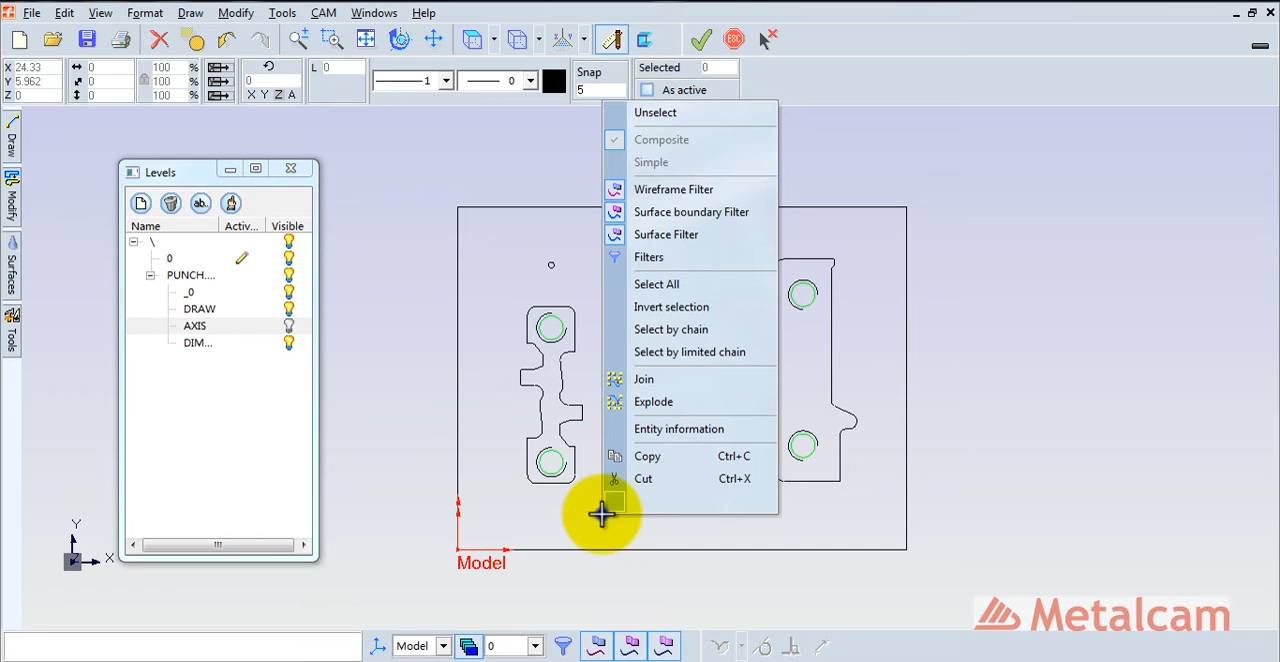 File Edit View Format Draw Modify Tools CAM Windows Help
X 24.33 0 100 % L 0 Snap Selected 0
Y 5.962 0 100 % 0 1 0
Z 0 0 100 % X Y Z A 5 As active
Draw
Modify
Surfaces
Tools
Levels
ab..
Name Activ... Visible
\
0
PUNCH....
_0
DRAW
AXIS
DIM...
Unselect
Composite
Simple
Wireframe Filter
Surface boundary Filter
Surface Filter
Filters
Select All
Invert selection
Select by chain
Select by limited chain
Join
Explode
Entity information
Copy Ctrl+C
Cut Ctrl+X
Y
X
Model
Metalcam
Model 0
ESC